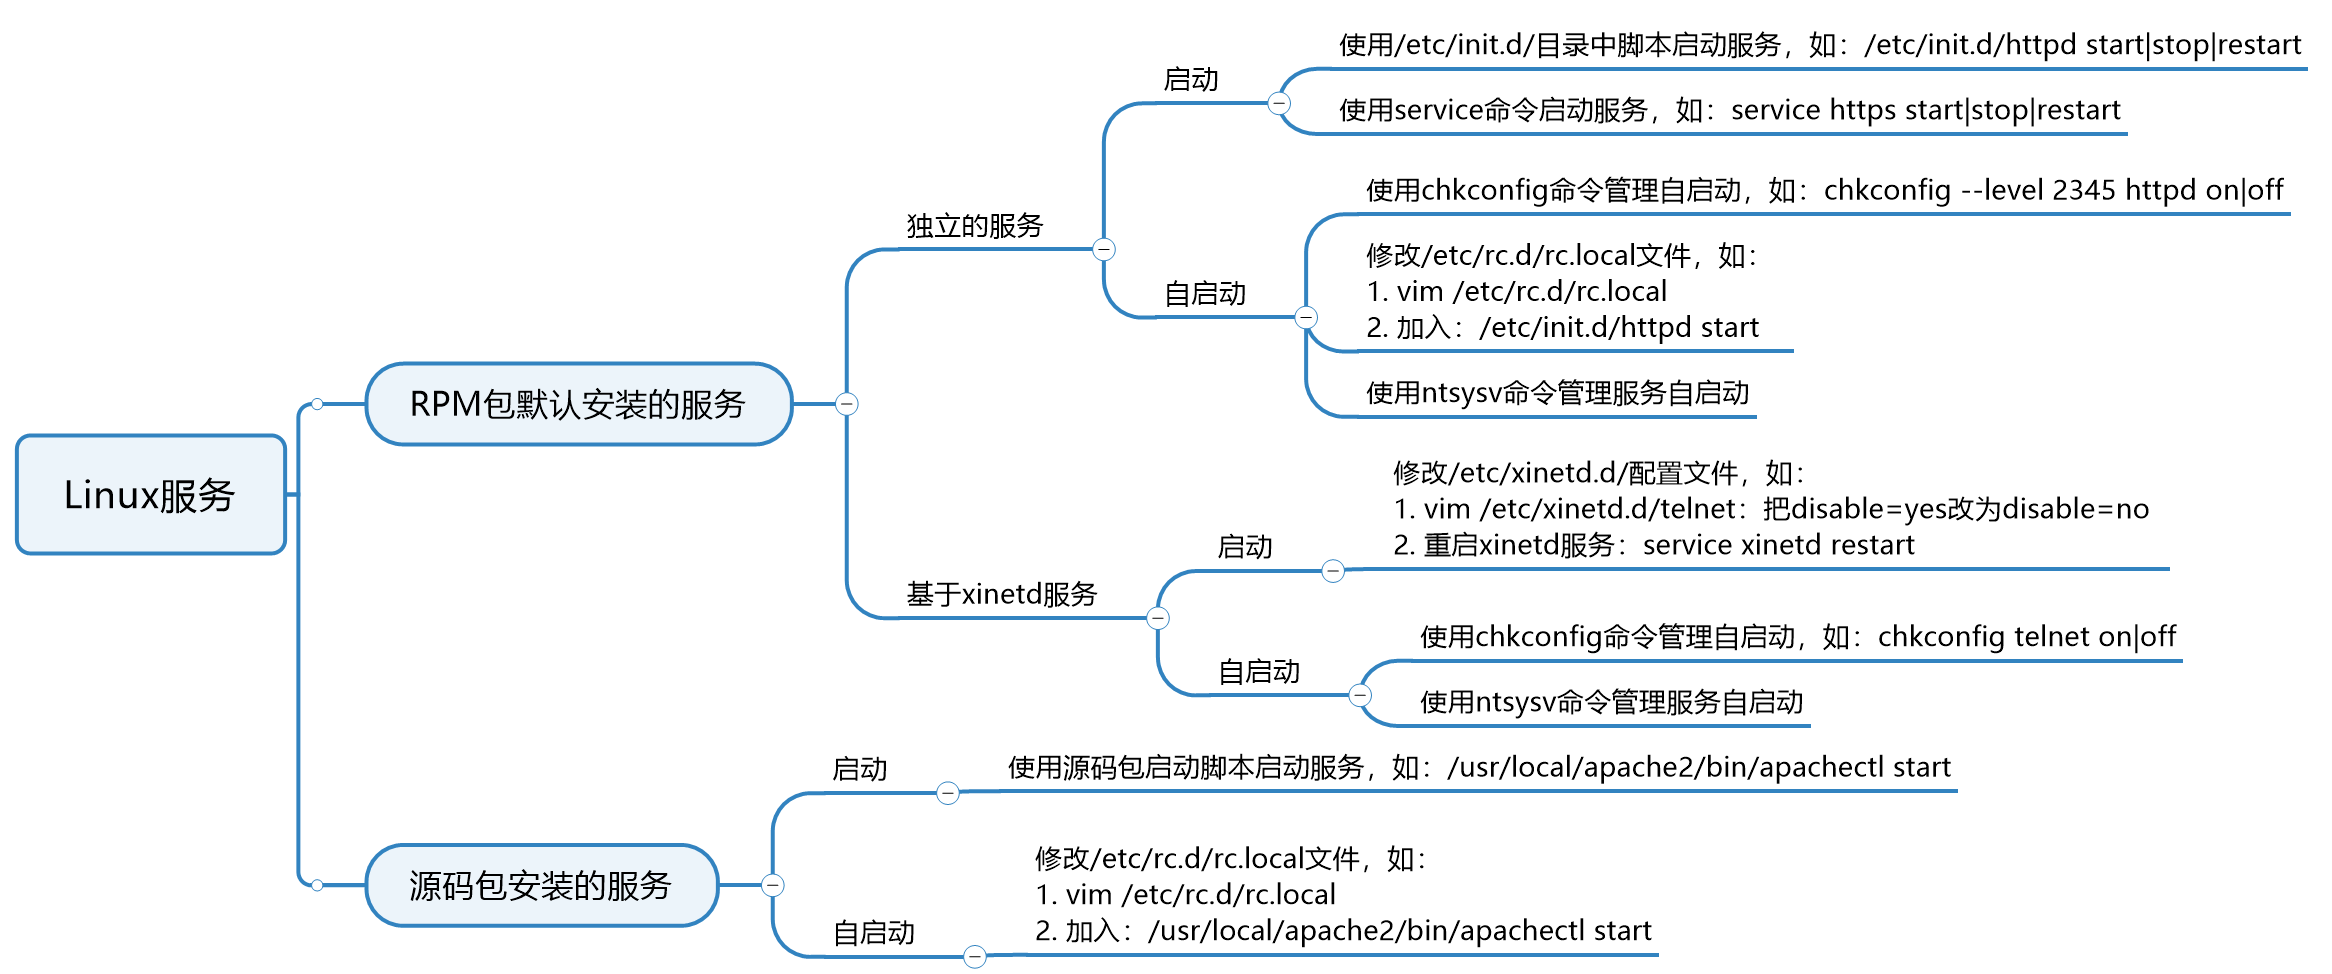 Linux服务
RPM包默认安装的服务
独立的服务
启动
使用/etc/init.d/目录中脚本启动服务，如：/etc/init.d/httpd start|stop|restart
使用service命令启动服务，如：service https start|stop|restart
自启动
使用chkconfig命令管理自启动，如：chkconfig --level 2345 httpd on|off
修改/etc/rc.d/rc.local文件，如：
1. vim /etc/rc.d/rc.local
2. 加入：/etc/init.d/httpd start
使用ntsysv命令管理服务自启动
基于xinetd服务
启动
修改/etc/xinetd.d/配置文件，如：
1. vim /etc/xinetd.d/telnet：把disable=yes改为disable=no
2. 重启xinetd服务：service xinetd restart
自启动
使用chkconfig命令管理自启动，如：chkconfig telnet on|off
使用ntsysv命令管理服务自启动
源码包安装的服务
启动
使用源码包启动脚本启动服务，如：/usr/local/apache2/bin/apachectl start
自启动
修改/etc/rc.d/rc.local文件，如：
1. vim /etc/rc.d/rc.local
2. 加入：/usr/local/apache2/bin/apachectl start